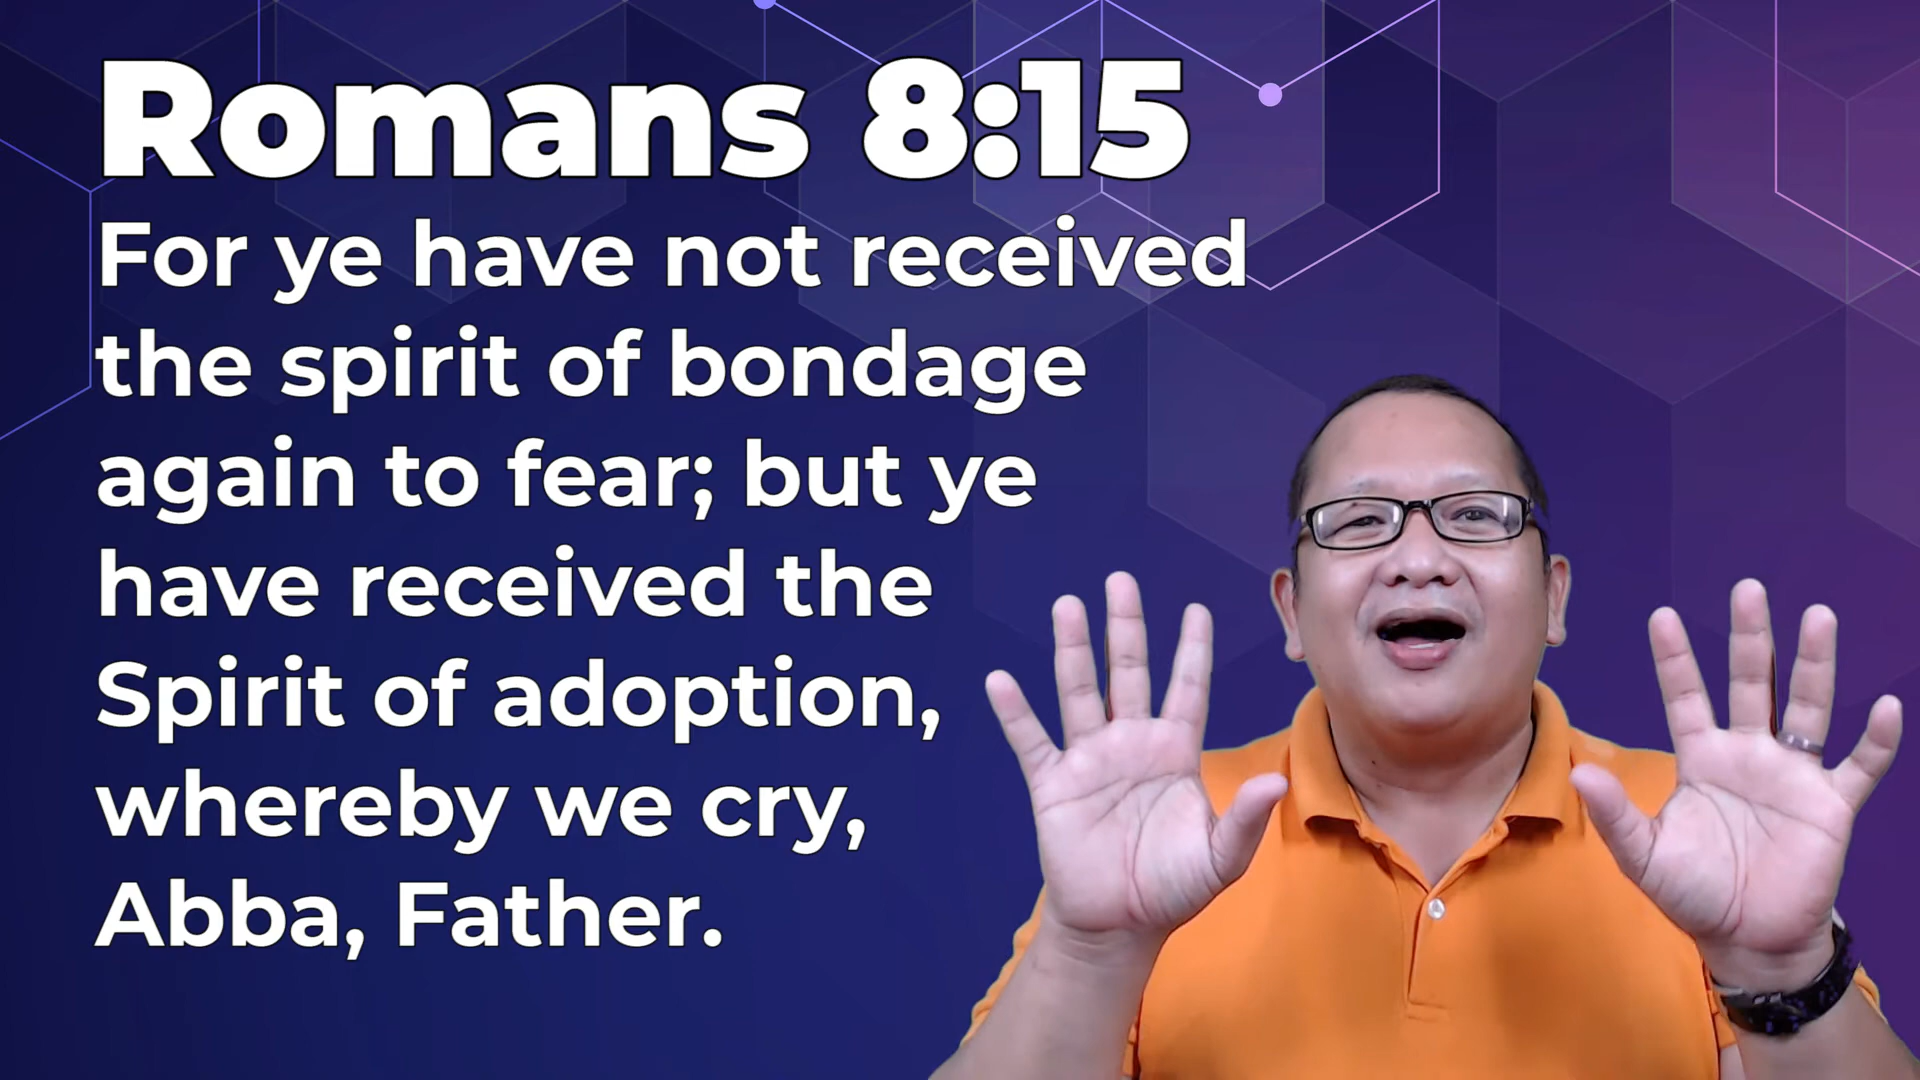 Romans 8:15
For ye have not received
the spirit of bondage
again to fear; but ye
have received the
Spirit of adoption,
whereby we cry,
Abba, Father.